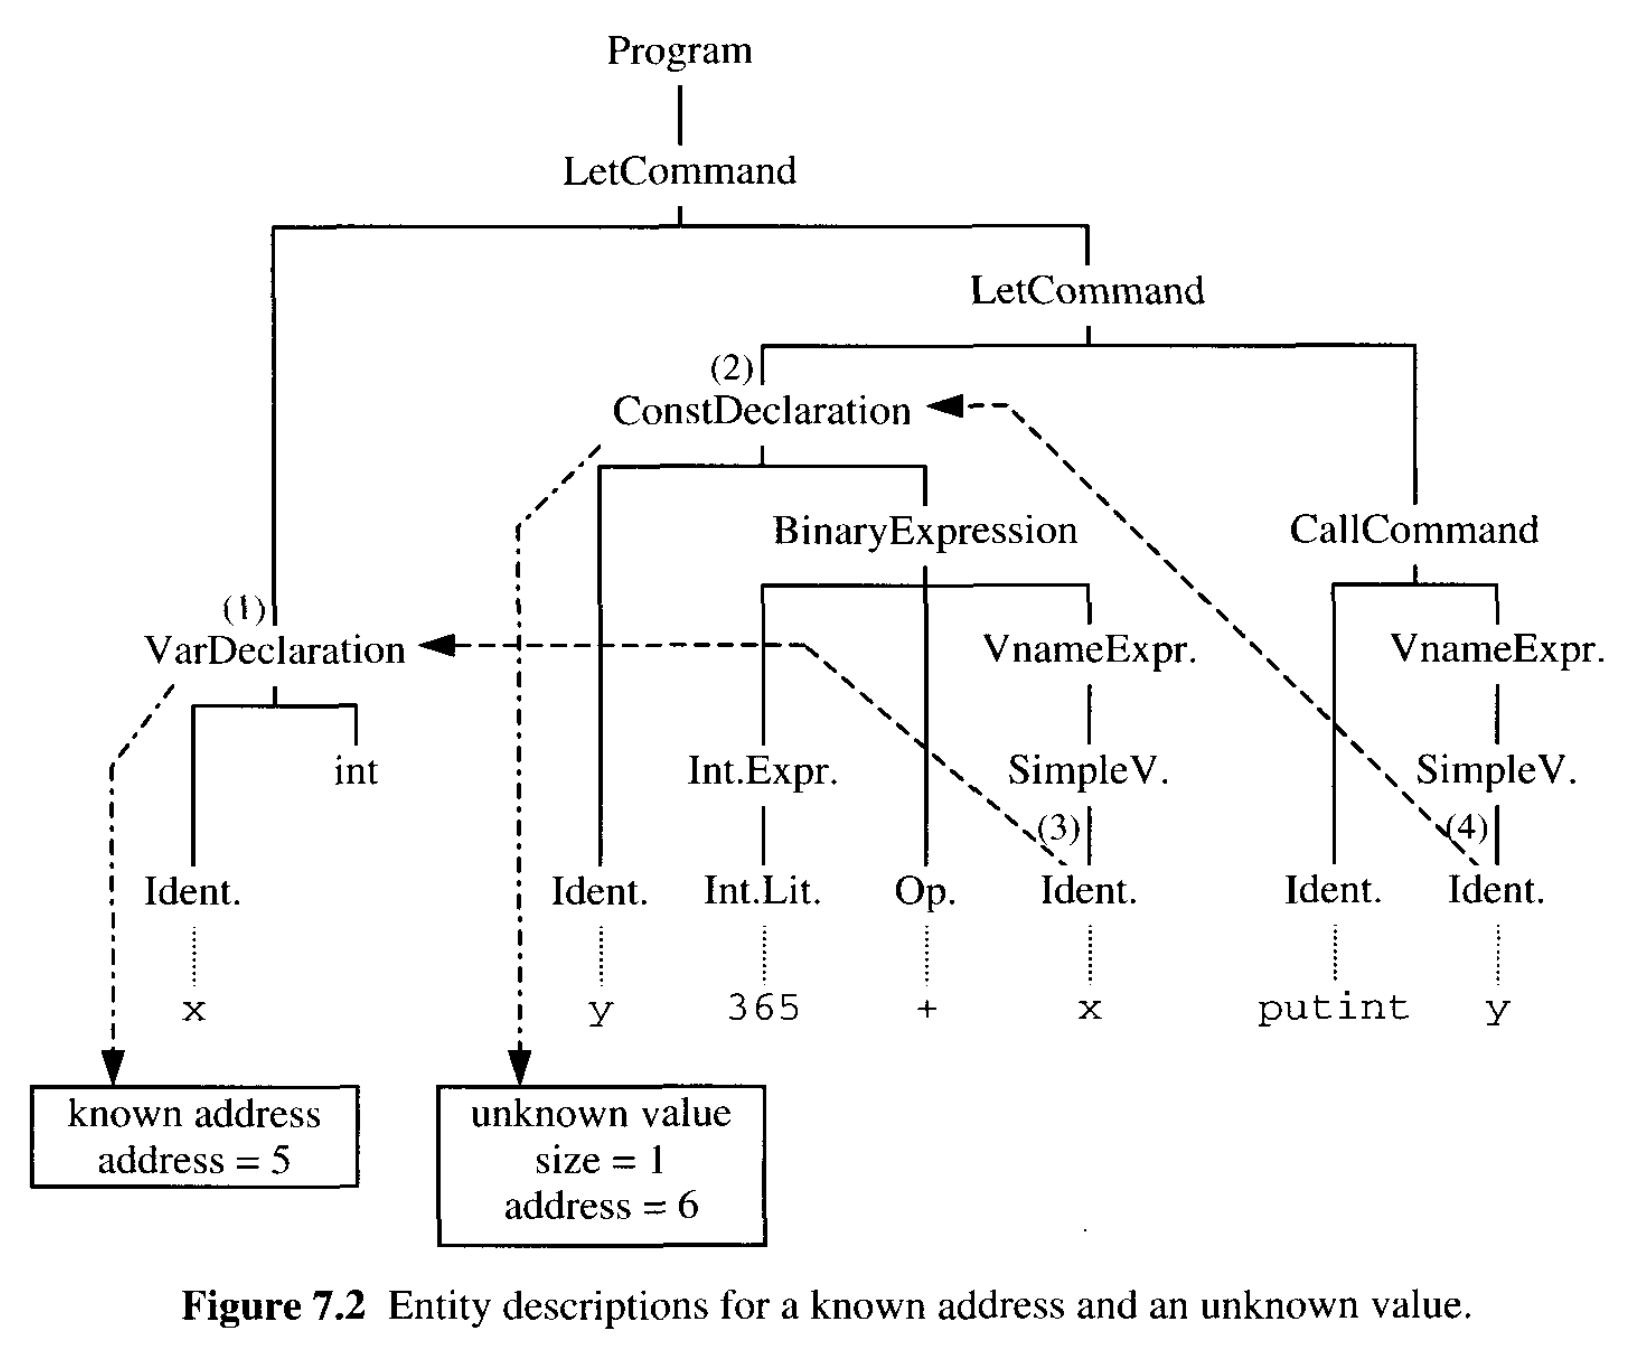 Program
LetCommand
LetCommand
(2)
ConstDeclaration
BinaryExpression CallCommand
(1)
VarDeclaration VnameExpr. VnameExpr.
int Int.Expr. SimpleV. SimpleV.
(3) (4)
Ident. Ident. Int.Lit. Op. Ident. Ident. Ident.
x y 365 + x putint y
known address
address = 5
unknown value
size = 1
address = 6
Figure 7.2 Entity descriptions for a known address and an unknown value.